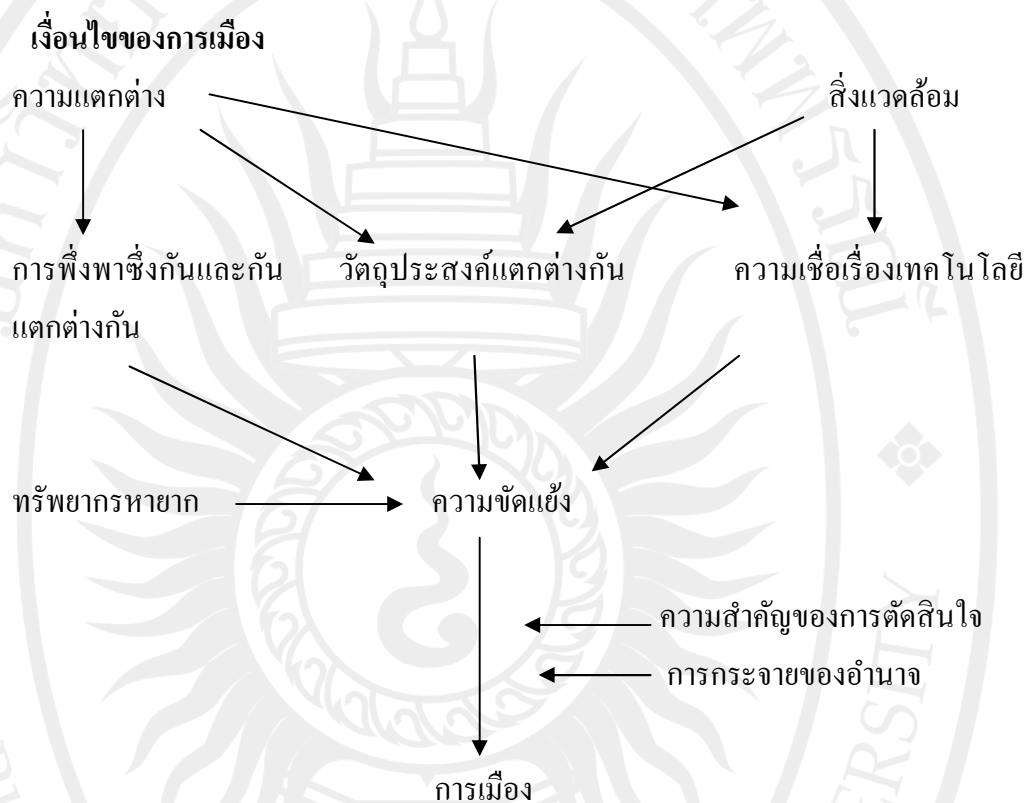 เงื่อนไขของการเมือง
ความแตกต่าง
สิ่งแวดล้อม
การพึ่งพาซึ่งกันและกัน
แตกต่างกัน
วัตถุประสงค์แตกต่างกัน
ความเชื่อเรื่องเทคโนโลยี
ทรัพยากรหายาก
ความขัดแย้ง
ความสำคัญของการตัดสินใจ
การกระจายของอำนาจ
การเมือง